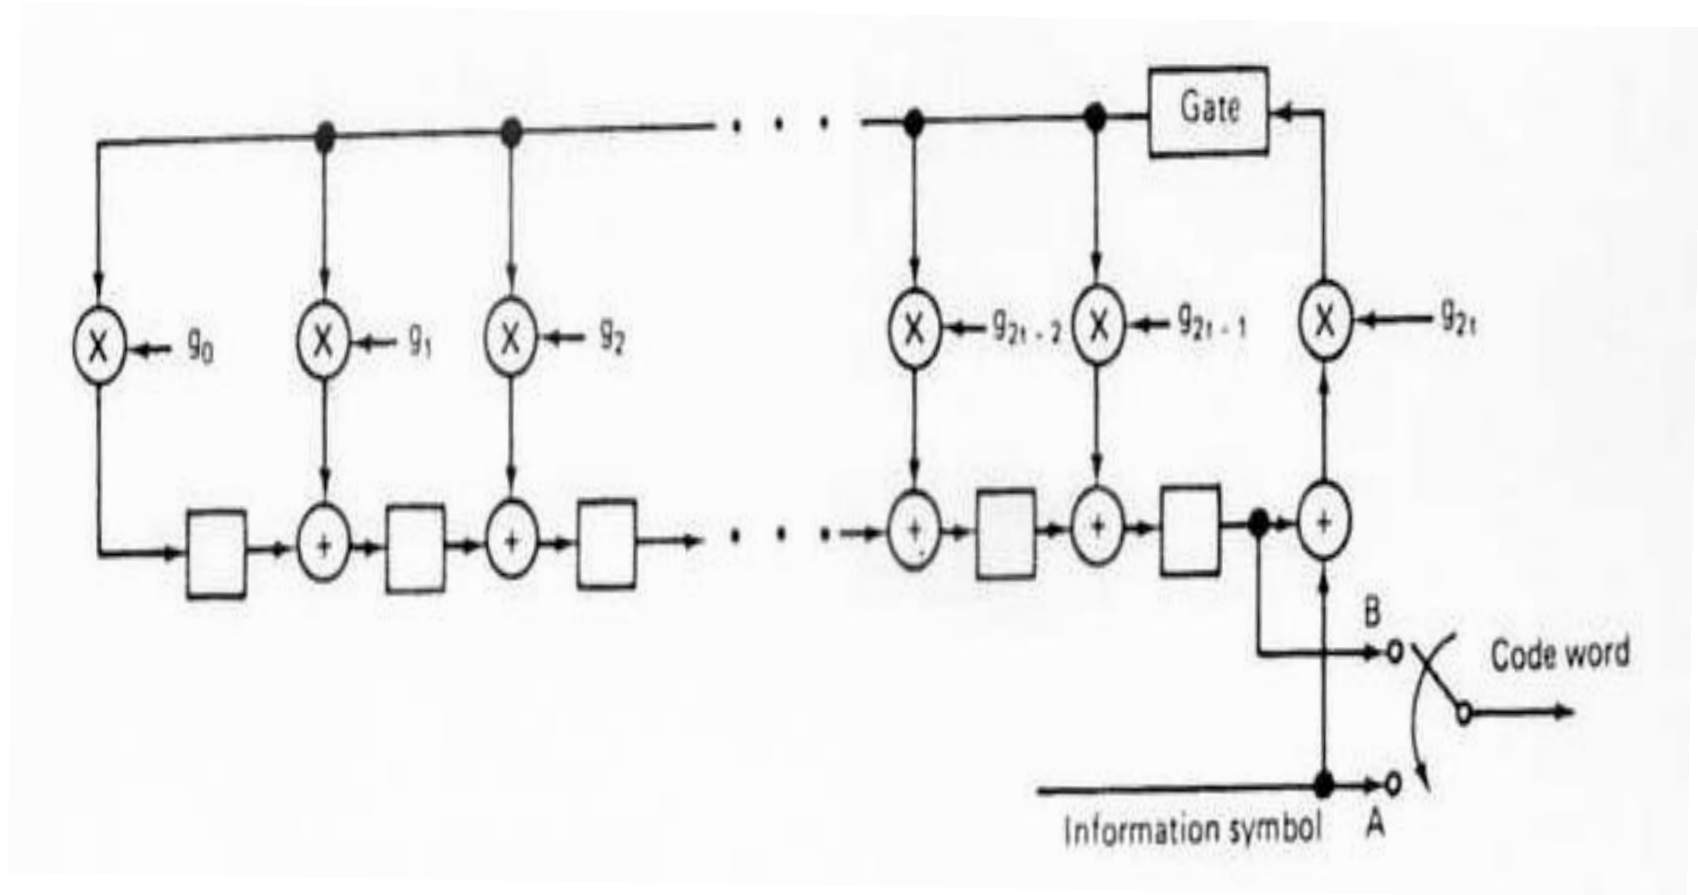 Gate
X
g₀
X
g₁
X
g₂
X
g₂ₜ₋₂
X
g₂ₜ₋₁
X
g₂ₜ
+
+
+
+
+
B
Code word
Information symbol
A